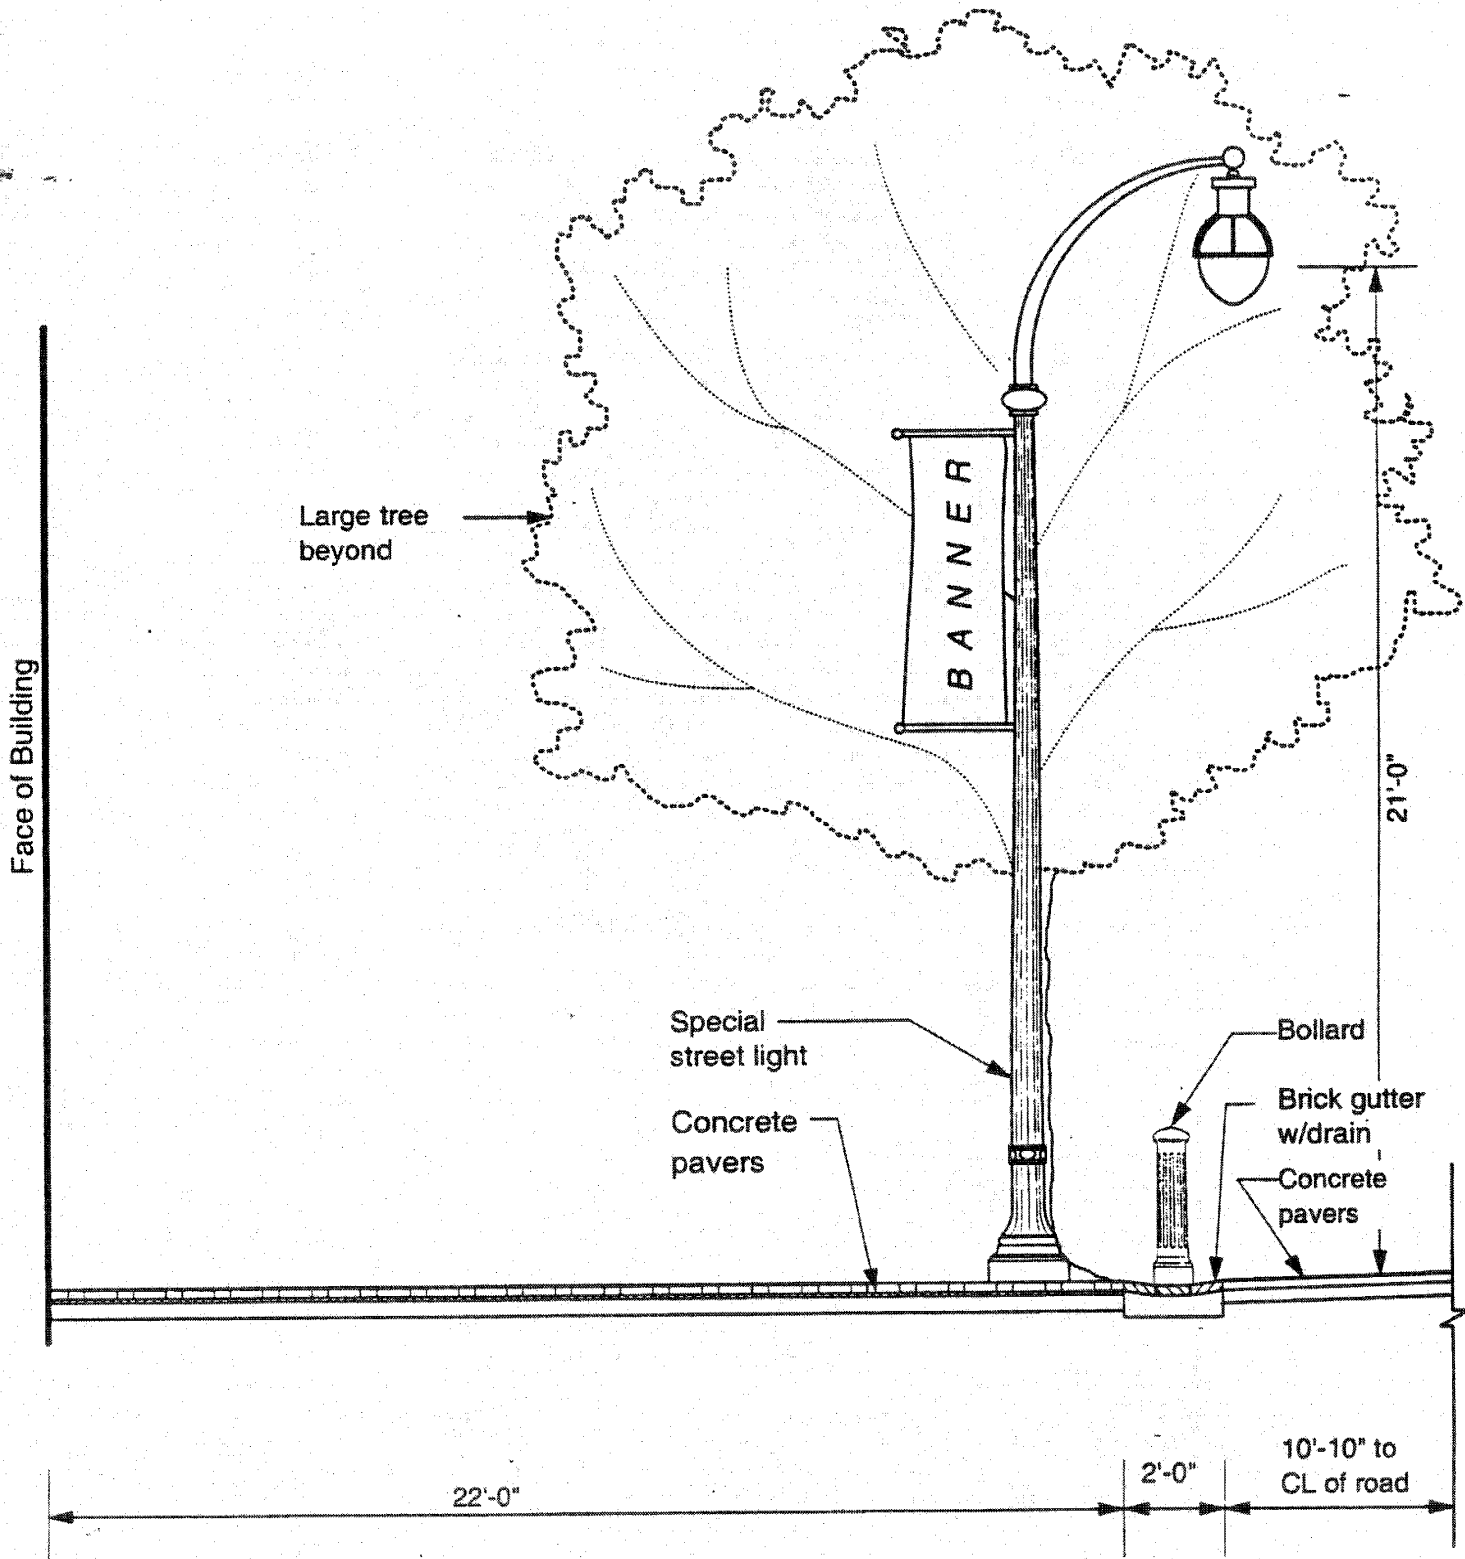 Large tree
beyond
BANNER
Face of Building
21'-0"
Special
street light
Bollard
Concrete
pavers
Brick gutter
w/drain
Concrete
pavers
22'-0"
2'-0"
10'-10" to
CL of road